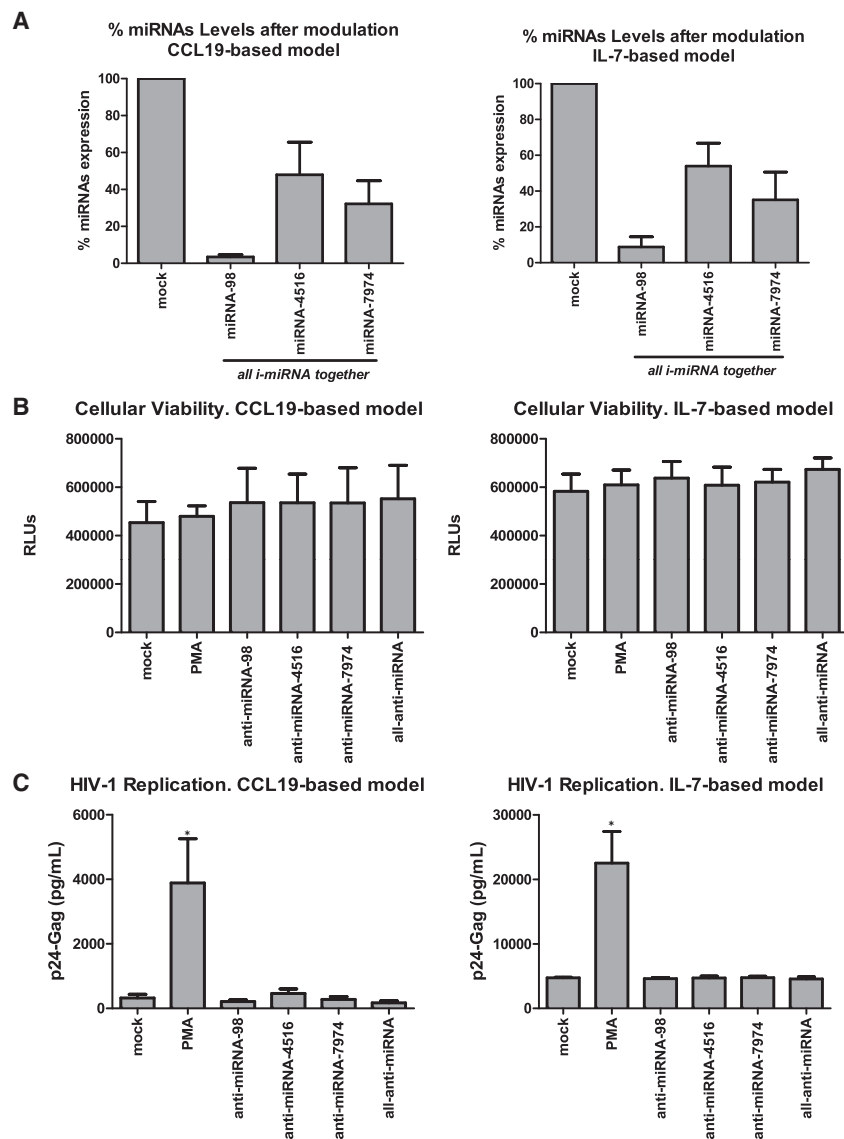 A
% miRNAs Levels after modulation
CCL19-based model
% miRNAs expression
100
80
60
40
20
0
mock
miRNA-98
miRNA-4516
miRNA-7974
all i-miRNA together
% miRNAs Levels after modulation
IL-7-based model
% miRNAs expression
100
80
60
40
20
0
mock
miRNA-98
miRNA-4516
miRNA-7974
all i-miRNA together
B
Cellular Viability. CCL19-based model
RLUs
800000
600000
400000
200000
0
mock
PMA
anti-miRNA-98
anti-miRNA-4516
anti-miRNA-7974
all-anti-miRNA
Cellular Viability. IL-7-based model
RLUs
800000
600000
400000
200000
0
mock
PMA
anti-miRNA-98
anti-miRNA-4516
anti-miRNA-7974
all-anti-miRNA
C
HIV-1 Replication. CCL19-based model
p24-Gag (pg/mL)
6000
4000
2000
0
*
mock
PMA
anti-miRNA-98
anti-miRNA-4516
anti-miRNA-7974
all-anti-miRNA
HIV-1 Replication. IL-7-based model
p24-Gag (pg/mL)
30000
20000
10000
0
*
mock
PMA
anti-miRNA-98
anti-miRNA-4516
anti-miRNA-7974
all-anti-miRNA